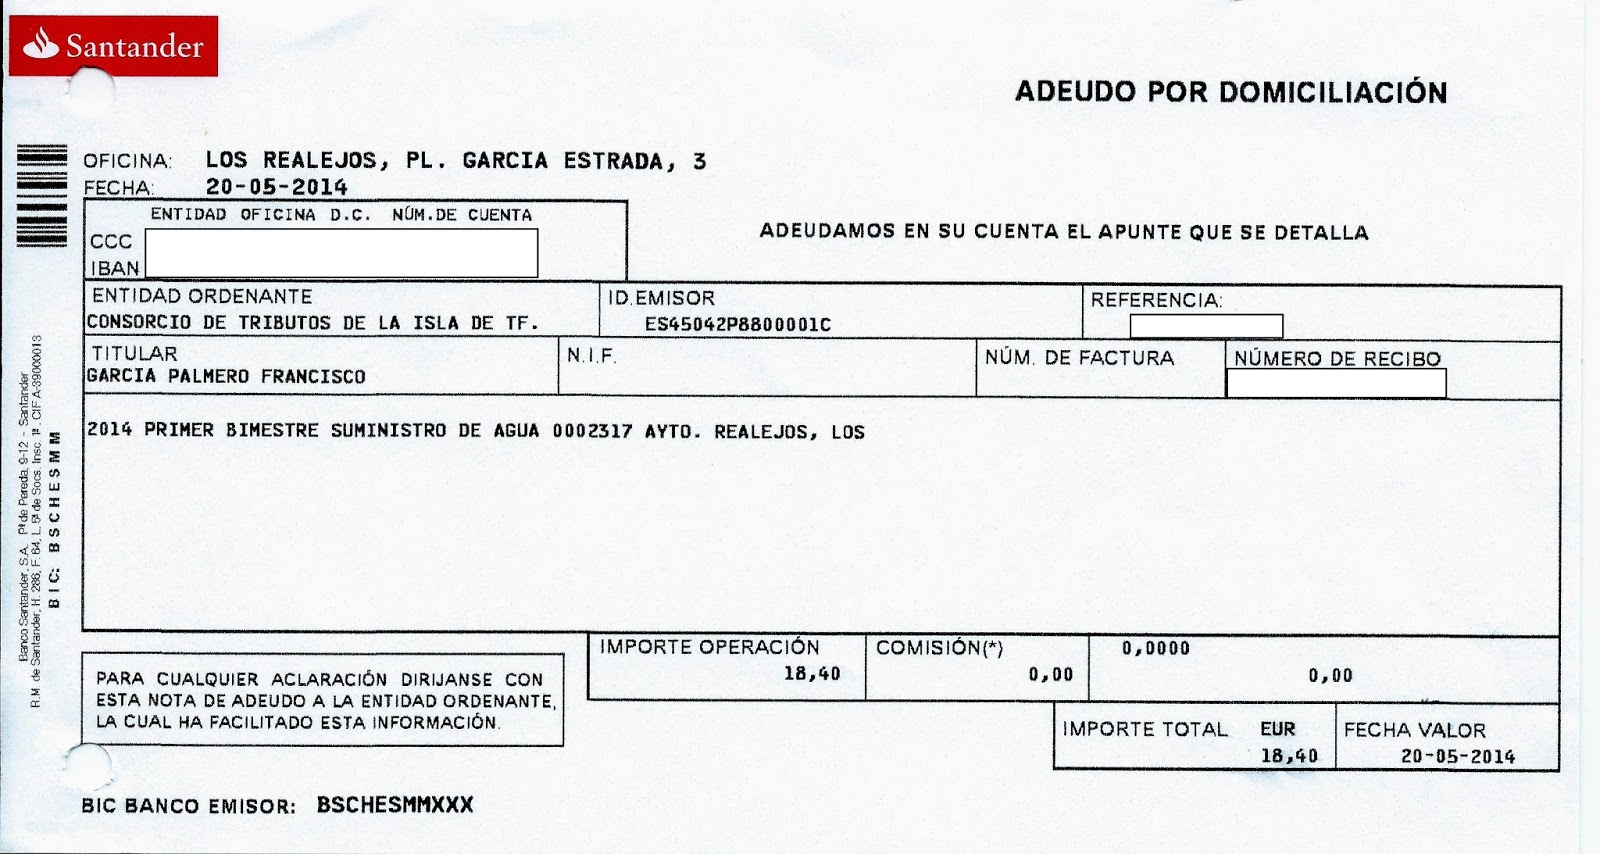 Santander
ADEUDO POR DOMICILIACIÓN
OFICINA: LOS REALEJOS, PL. GARCIA ESTRADA, 3
FECHA: 20-05-2014
ENTIDAD OFICINA D.C. NÚM.DE CUENTA
CCC
IBAN
ADEUDAMOS EN SU CUENTA EL APUNTE QUE SE DETALLA
ENTIDAD ORDENANTE
CONSORCIO DE TRIBUTOS DE LA ISLA DE TF.
ID.EMISOR
ES45042P8800001C
REFERENCIA:
TITULAR
GARCIA PALMERO FRANCISCO
N.I.F.
NÚM. DE FACTURA
NÚMERO DE RECIBO
2014 PRIMER BIMESTRE SUMINISTRO DE AGUA 0002317 AYTO. REALEJOS, LOS
IMPORTE OPERACIÓN
18,40
COMISIÓN(*)
0,00
0,0000
0,00
PARA CUALQUIER ACLARACIÓN DIRIJANSE CON
ESTA NOTA DE ADEUDO A LA ENTIDAD ORDENANTE,
LA CUAL HA FACILITADO ESTA INFORMACIÓN.
IMPORTE TOTAL EUR
18,40
FECHA VALOR
20-05-2014
BIC BANCO EMISOR: BSCHESMMXXX
Banco Santander, S.A. Pº de Pereda, 9-12 - Santander
R.M. de Santander, H. 286, F. 64, L. 5º de Socs. Insc. 1ª. CIF A-39000013
BIC: BSCHESMM